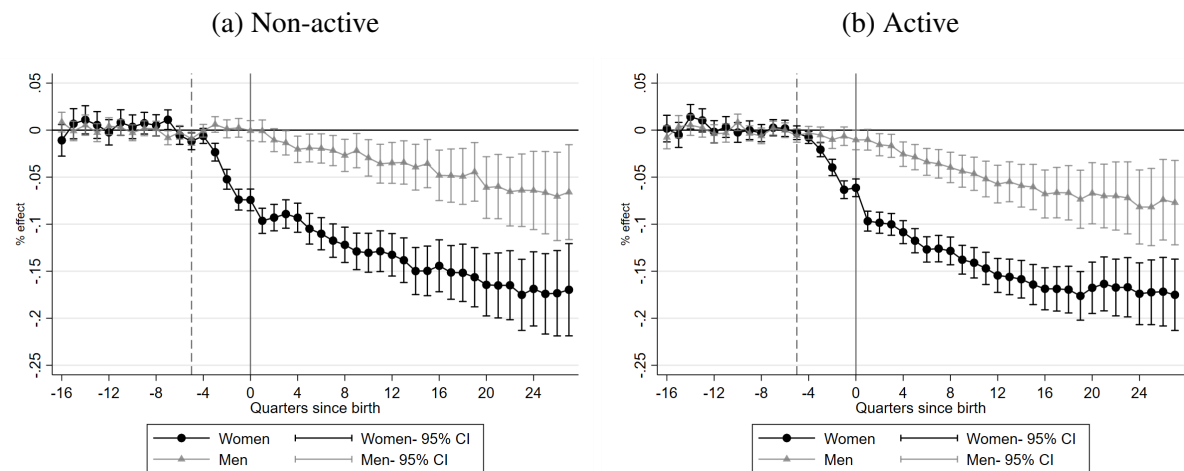 (a) Non-active
(b) Active
.05
0
-.05
-.1
-.15
-.2
-.25
% effect
-16 -12 -8 -4 0 4 8 12 16 20 24
Quarters since birth
Women Women- 95% CI
Men Men- 95% CI
.05
0
-.05
-.1
-.15
-.2
-.25
% effect
-16 -12 -8 -4 0 4 8 12 16 20 24
Quarters since birth
Women Women- 95% CI
Men Men- 95% CI